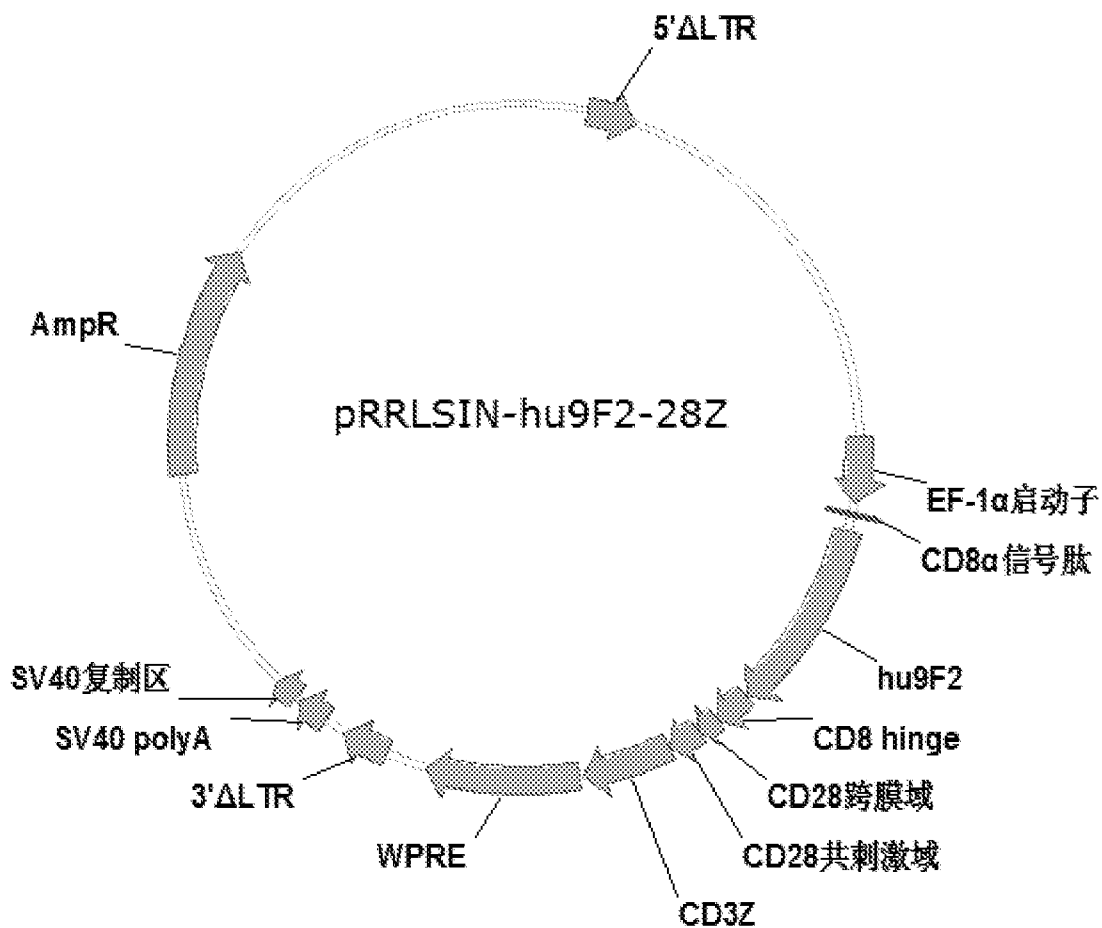 5'ΔLTR
AmpR
pRRLSIN-hu9F2-28Z
EF-1α启动子
CD8α信号肽
hu9F2
SV40复制区
SV40 polyA
CD8 hinge
3'ΔLTR
CD28跨膜域
WPRE
CD28共刺激域
CD3Z